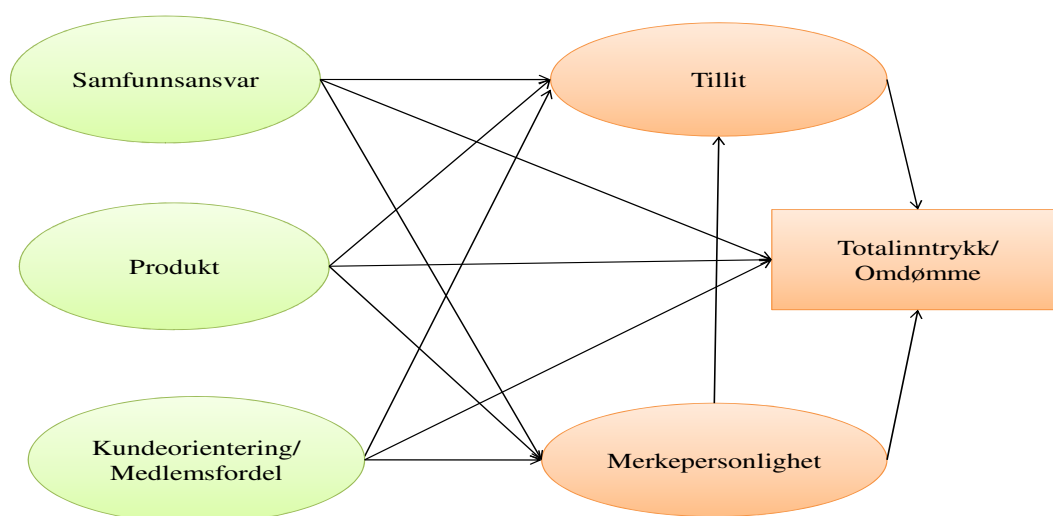 Samfunnsansvar
Tillit
Produkt
Totalinntrykk/
Omdømme
Kundeorientering/
Medlemsfordel
Merkepersonlighet